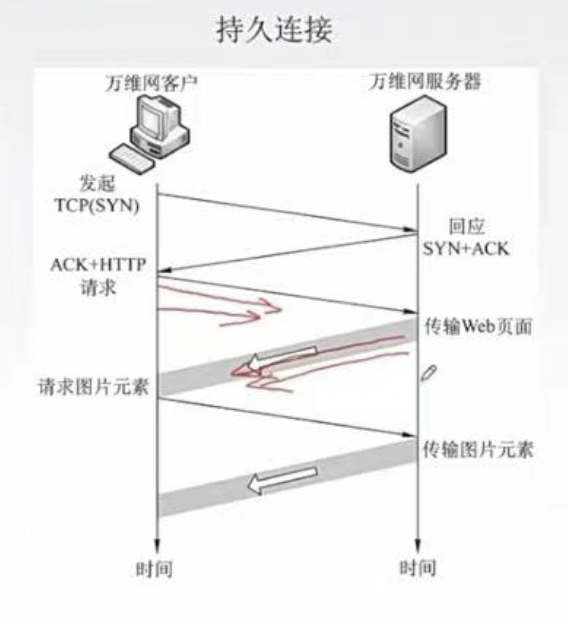 持久连接
万维网客户
万维网服务器
发起
TCP(SYN)
回应
SYN+ACK
ACK+HTTP
请求
传输Web页面
请求图片元素
传输图片元素
时间
时间